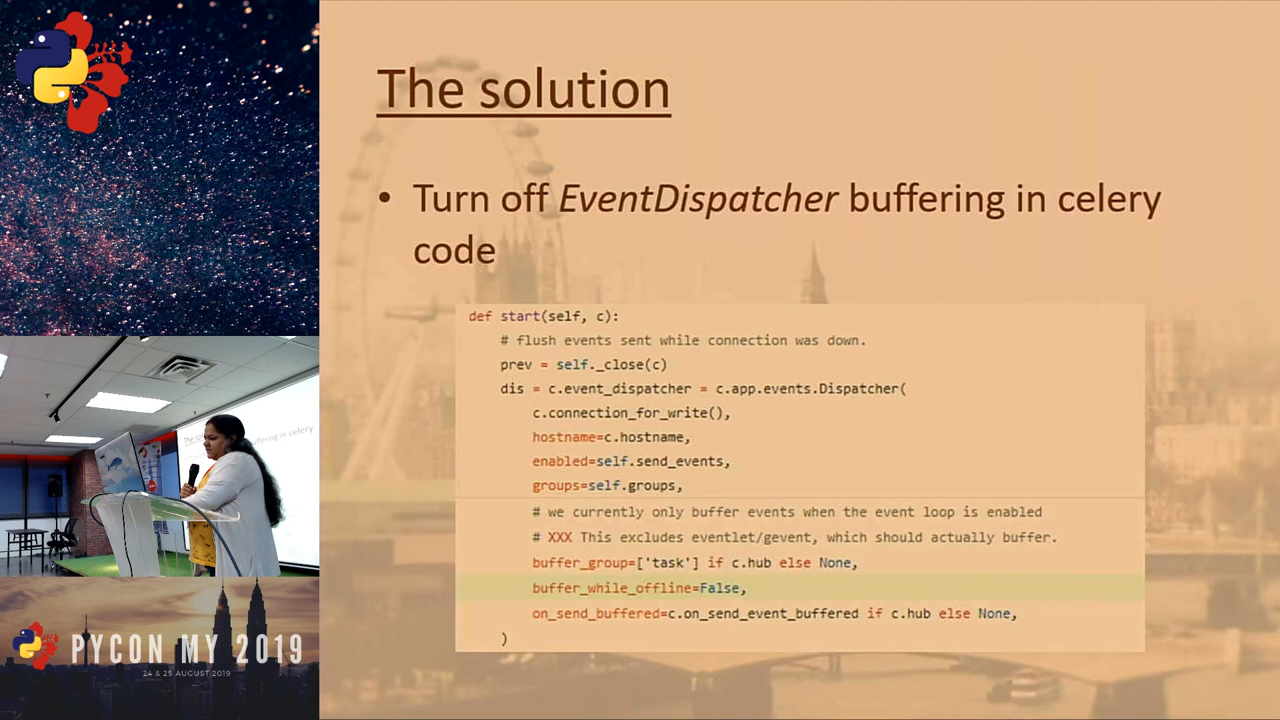 The solution
• Turn off EventDispatcher buffering in celery
code
def start(self, c):
# flush events sent while connection was down.
prev = self._close(c)
dis = c.event_dispatcher = c.app.events.Dispatcher(
c.connection_for_write(),
hostname=c.hostname,
enabled=self.send_events,
groups=self.groups,
# we currently only buffer events when the event loop is enabled
# XXX This excludes eventlet/gevent, which should actually buffer.
buffer_group=['task'] if c.hub else None,
buffer_while_offline=False,
on_send_buffered=c.on_send_event_buffered if c.hub else None,
)
buffering in celery
PYCON MY 2019
24 & 25 AUGUST 2019